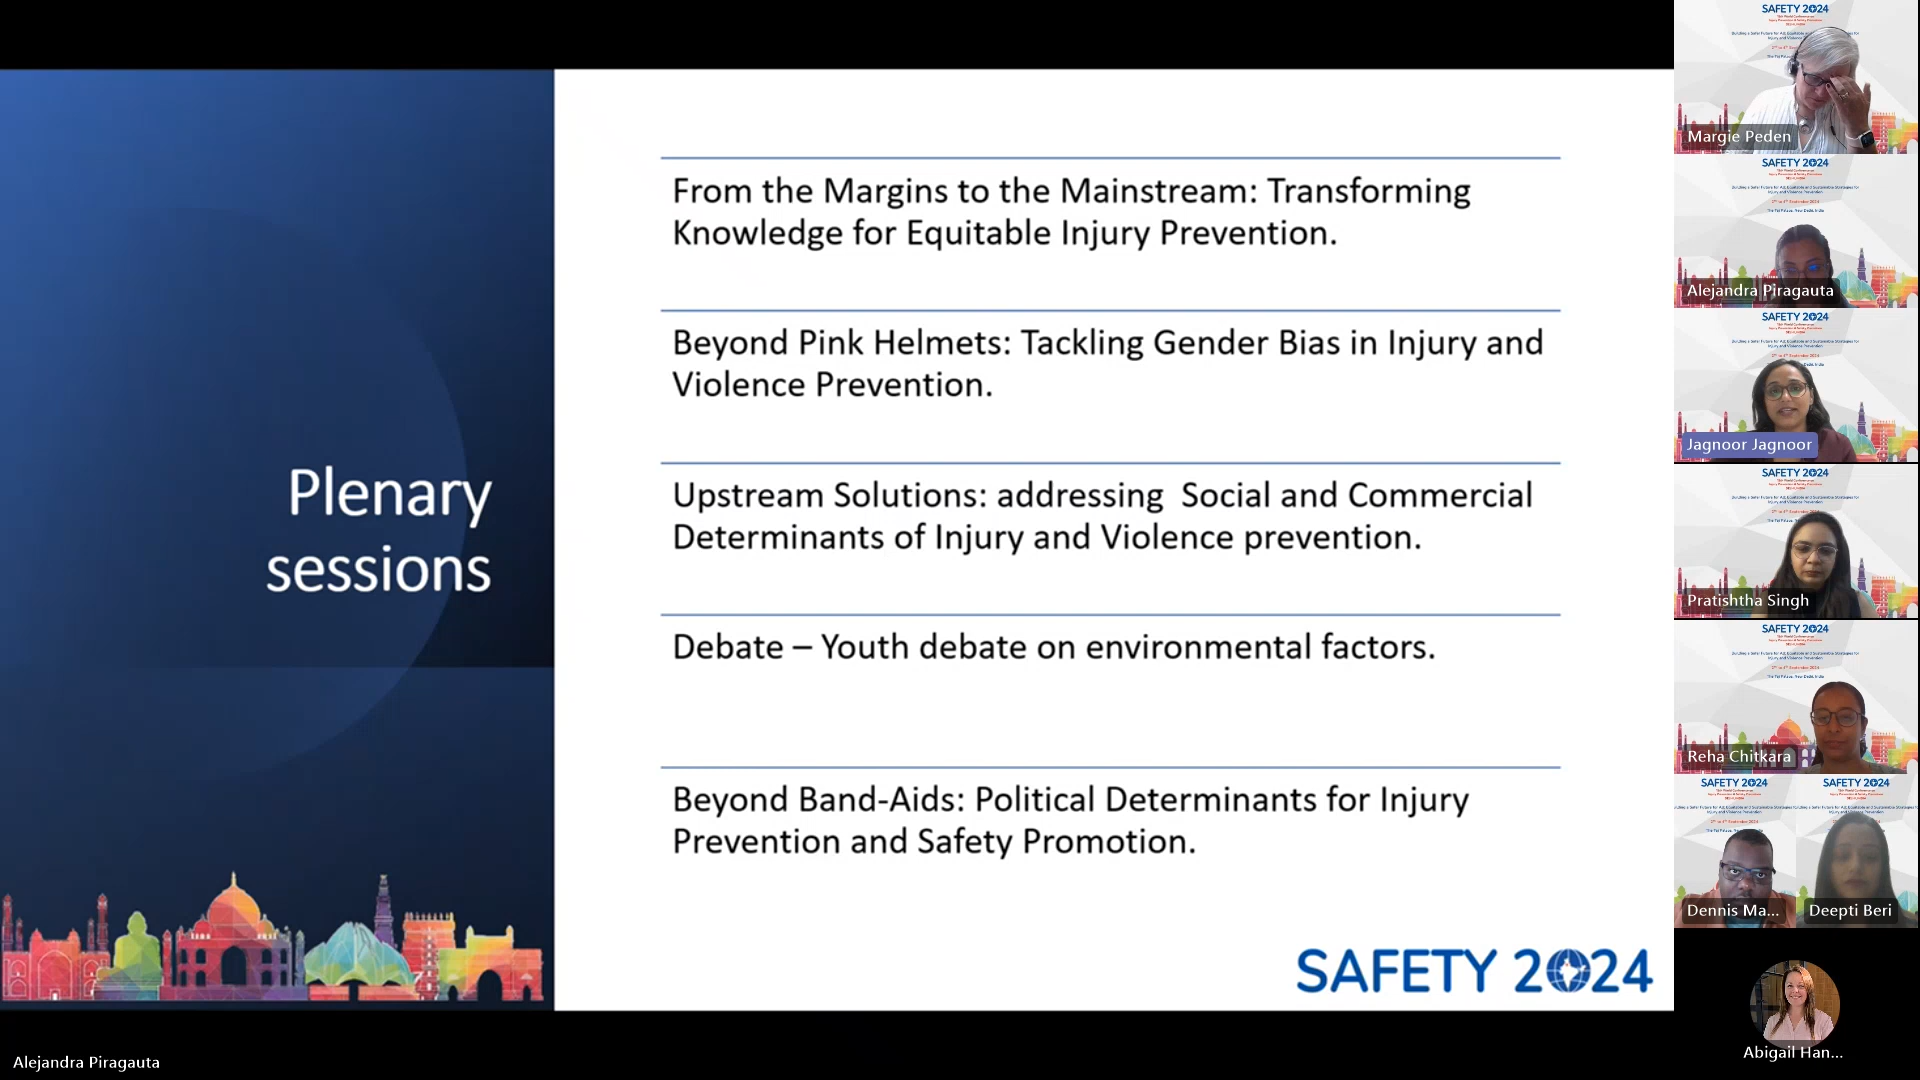 Plenary
sessions
From the Margins to the Mainstream: Transforming
Knowledge for Equitable Injury Prevention.
Beyond Pink Helmets: Tackling Gender Bias in Injury and
Violence Prevention.
Upstream Solutions: addressing  Social and Commercial
Determinants of Injury and Violence prevention.
Debate – Youth debate on environmental factors.
Beyond Band-Aids: Political Determinants for Injury
Prevention and Safety Promotion.
SAFETY 2024
Alejandra Piragauta
SAFETY 2024
Margie Peden
SAFETY 2024
Alejandra Piragauta
SAFETY 2024
Jagnoor Jagnoor
SAFETY 2024
Pratishtha Singh
SAFETY 2024
Reha Chitkara
SAFETY 2024
Dennis Ma...
SAFETY 2024
Deepti Beri
Abigail Han...